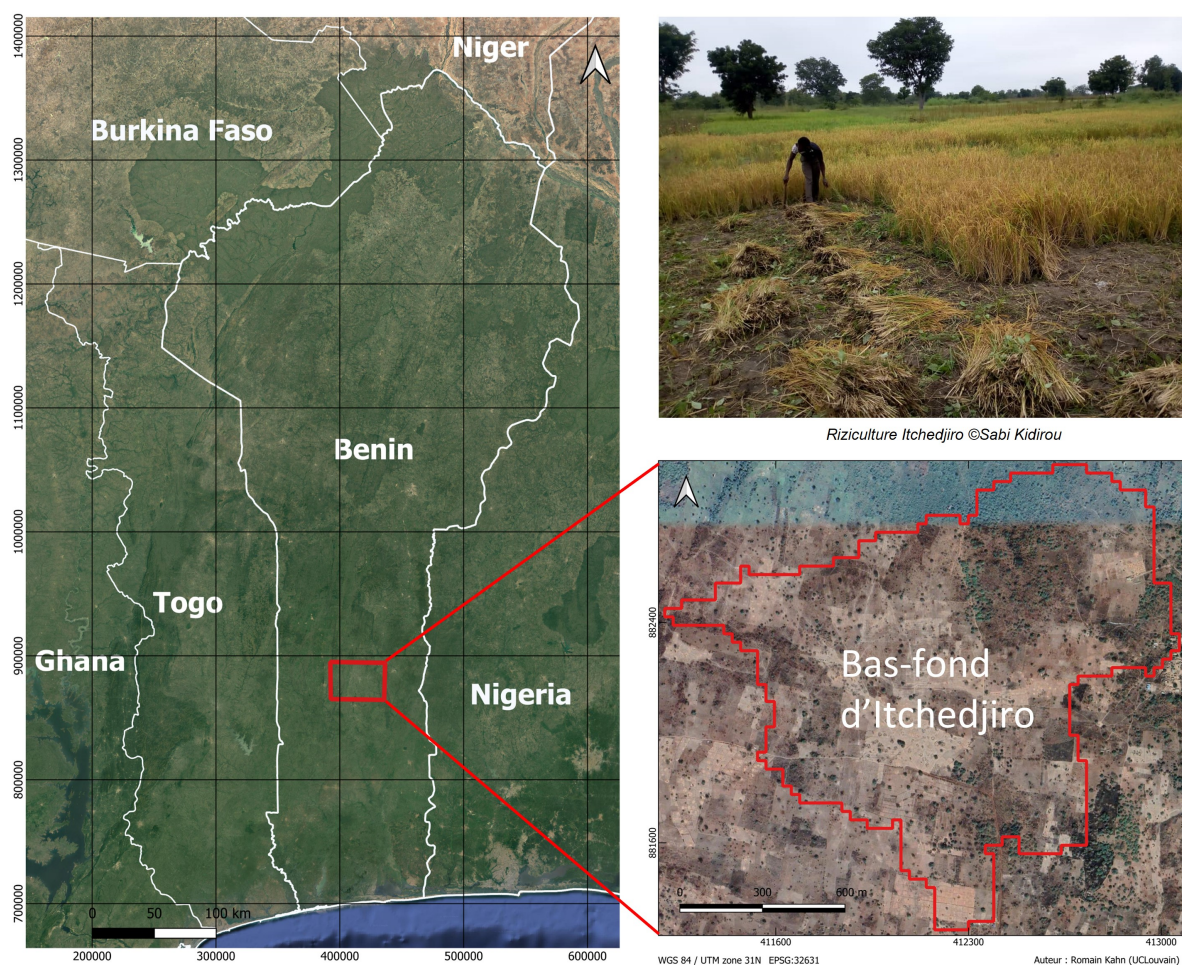 Niger
Burkina Faso
Benin
Togo
Ghana
Nigeria
1400000
1300000
1200000
1100000
1000000
900000
800000
700000
0 50 100 km
200000 300000 400000 500000 600000
Riziculture Itchedjiro ©Sabi Kidirou
Bas-fond
d'Itchedjiro
882400
881600
0 300 600 m
411600 412300 413000
WGS 84 / UTM zone 31N EPSG:32631
Auteur : Romain Kahn (UCLouvain)